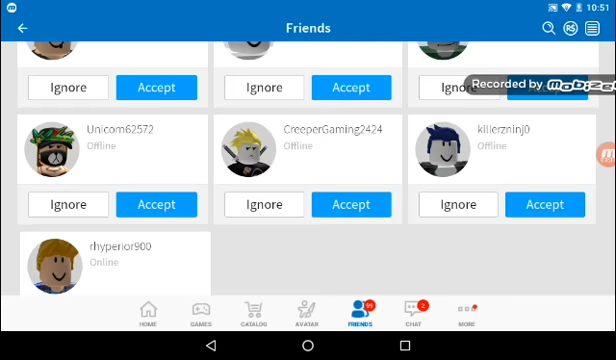 10:51
Friends
Ignore Accept Ignore Accept Ignore
Recorded by
mobizen
Unicorn62572
Offline
CreeperGaming2424
Offline
killerzninj0
Offline
Ignore Accept Ignore Accept Ignore Accept
rhyperior900
Online
99 2
HOME GAMES CATALOG AVATAR FRIENDS CHAT MORE